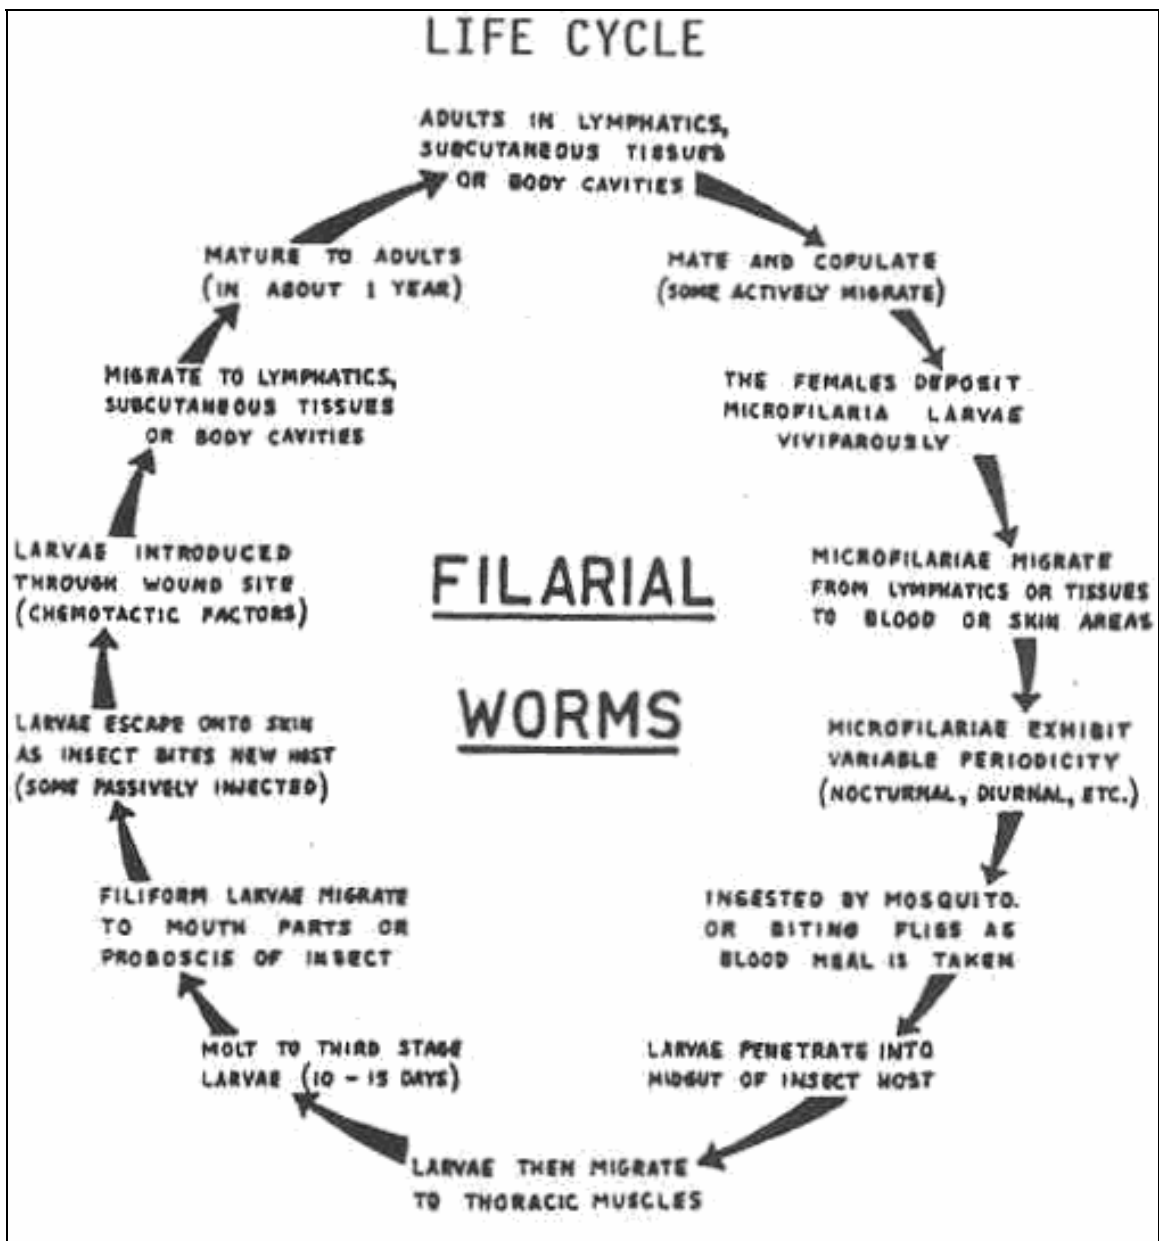 LIFE CYCLE
ADULTS IN LYMPHATICS,
SUBCUTANEOUS TISSUES
OR BODY CAVITIES
MATE AND COPULATE
(SOME ACTIVELY MIGRATE)
THE FEMALES DEPOSIT
MICROFILARIA LARVAE
VIVIPAROUSLY
MICROFILARIAE MIGRATE
FROM LYMPHATICS OR TISSUES
TO BLOOD OR SKIN AREAS
MICROFILARIAE EXHIBIT
VARIABLE PERIODICITY
(NOCTURNAL, DIURNAL, ETC.)
INGESTED BY MOSQUITO.
OR BITING FLIES AS
BLOOD MEAL IS TAKEN
LARVAE PENETRATE INTO
MIDGUT OF INSECT HOST
LARVAE THEN MIGRATE
TO THORACIC MUSCLES
MOLT TO THIRD STAGE
LARVAE (10 - 15 DAYS)
FILIFORM LARVAE MIGRATE
TO MOUTH PARTS OR
PROBOSCIS OF INSECT
LARVAE ESCAPE ONTO SKIN
AS INSECT BITES NEW HOST
(SOME PASSIVELY INJECTED)
LARVAE INTRODUCED
THROUGH WOUND SITE
(CHEMOTACTIC FACTORS)
MIGRATE TO LYMPHATICS,
SUBCUTANEOUS TISSUES
OR BODY CAVITIES
MATURE TO ADULTS
(IN ABOUT 1 YEAR)
FILARIAL
WORMS